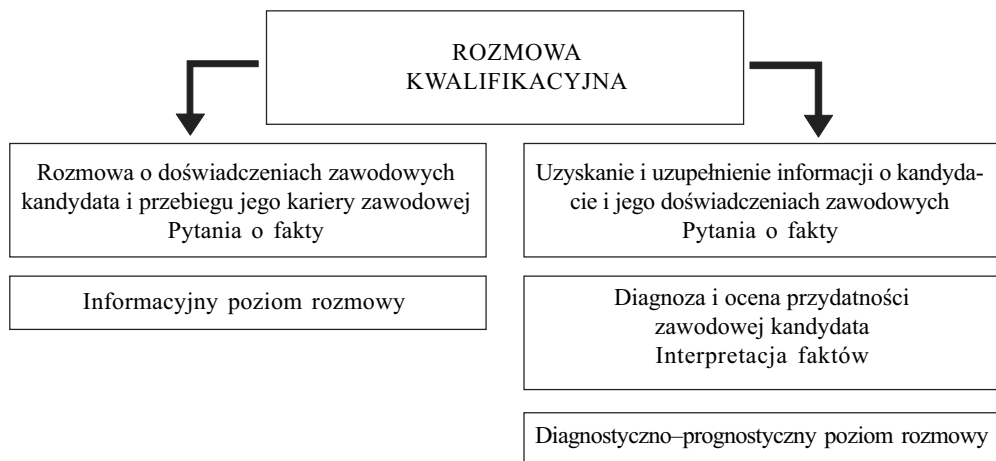 ROZMOWA
KWALIFIKACYJNA
Rozmowa o doświadczeniach zawodowych
kandydata i przebiegu jego kariery zawodowej
Pytania o fakty
Informacyjny poziom rozmowy
Uzyskanie i uzupełnienie informacji o kandyda-
cie i jego doświadczeniach zawodowych
Pytania o fakty
Diagnoza i ocena przydatności
zawodowej kandydata
Interpretacja faktów
Diagnostyczno–prognostyczny poziom rozmowy